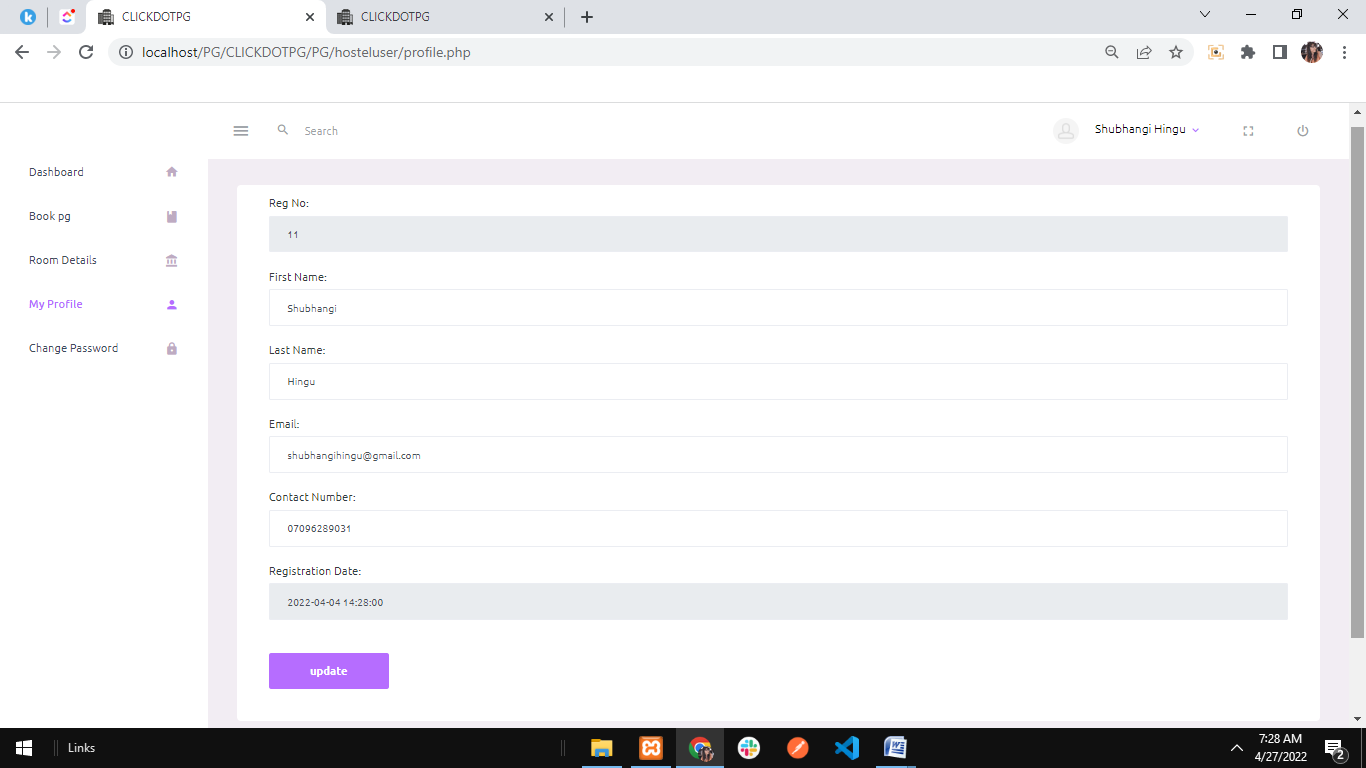 CLICKDOTPG
CLICKDOTPG
localhost/PG/CLICKDOTPG/PG/hosteluser/profile.php
Search
Shubhangi Hingu
Dashboard
Book pg
Room Details
My Profile
Change Password
Reg No:
11
First Name:
Shubhangi
Last Name:
Hingu
Email:
shubhangihingu@gmail.com
Contact Number:
07096289031
Registration Date:
2022-04-04 14:28:00
update
Links
7:28 AM
4/27/2022
2